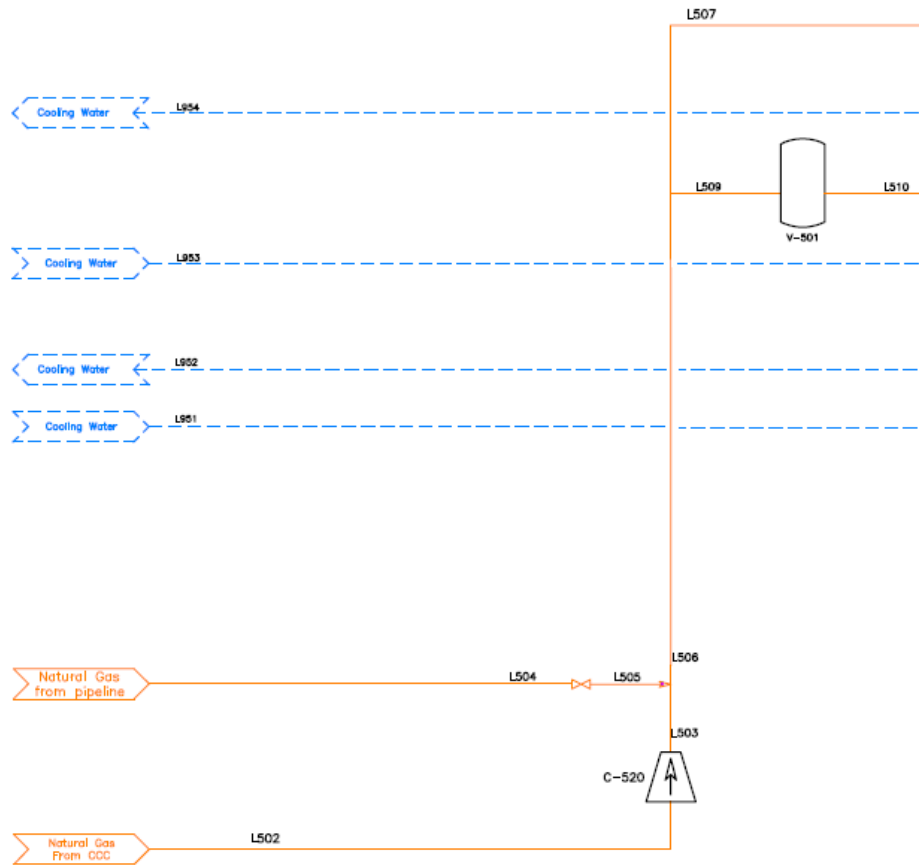 L507
L954
Cooling Water
L509
L510
V-501
L953
Cooling Water
L952
Cooling Water
L951
Cooling Water
L506
Natural Gas
from pipeline
L504
L505
L503
C-520
L502
Natural Gas
From CCC